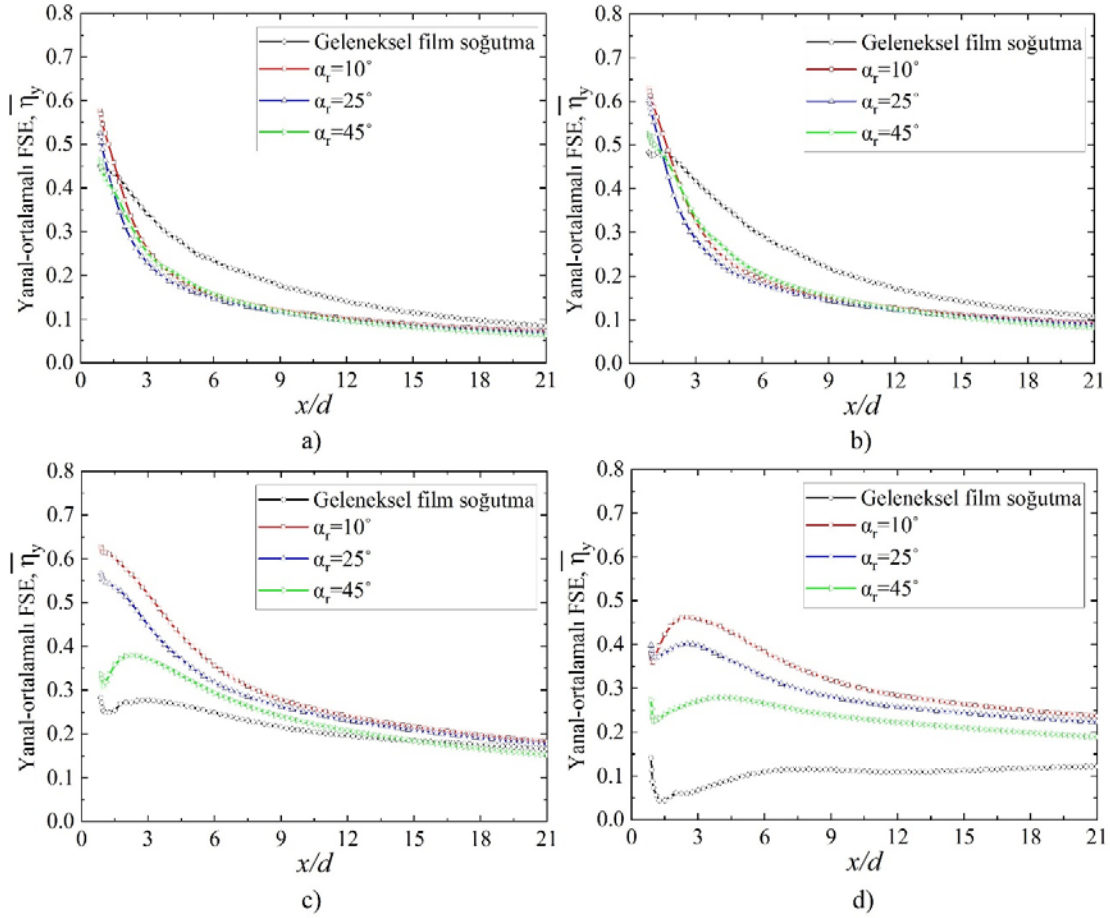 0.8
0.7
0.6
0.5
0.4
0.3
0.2
0.1
0.0
Yanal-ortalamalı FSE, η̅y
Geleneksel film soğutma
αr=10°
αr=25°
αr=45°
0 3 6 9 12 15 18 21
x/d
a)
0.8
0.7
0.6
0.5
0.4
0.3
0.2
0.1
0.0
Yanal-ortalamalı FSE, η̅y
Geleneksel film soğutma
αr=10°
αr=25°
αr=45°
0 3 6 9 12 15 18 21
x/d
b)
0.8
0.7
0.6
0.5
0.4
0.3
0.2
0.1
0.0
Yanal-ortalamalı FSE, η̅y
Geleneksel film soğutma
αr=10°
αr=25°
αr=45°
0 3 6 9 12 15 18 21
x/d
c)
0.8
0.7
0.6
0.5
0.4
0.3
0.2
0.1
0.0
Yanal-ortalamalı FSE, η̅y
Geleneksel film soğutma
αr=10°
αr=25°
αr=45°
0 3 6 9 12 15 18 21
x/d
d)